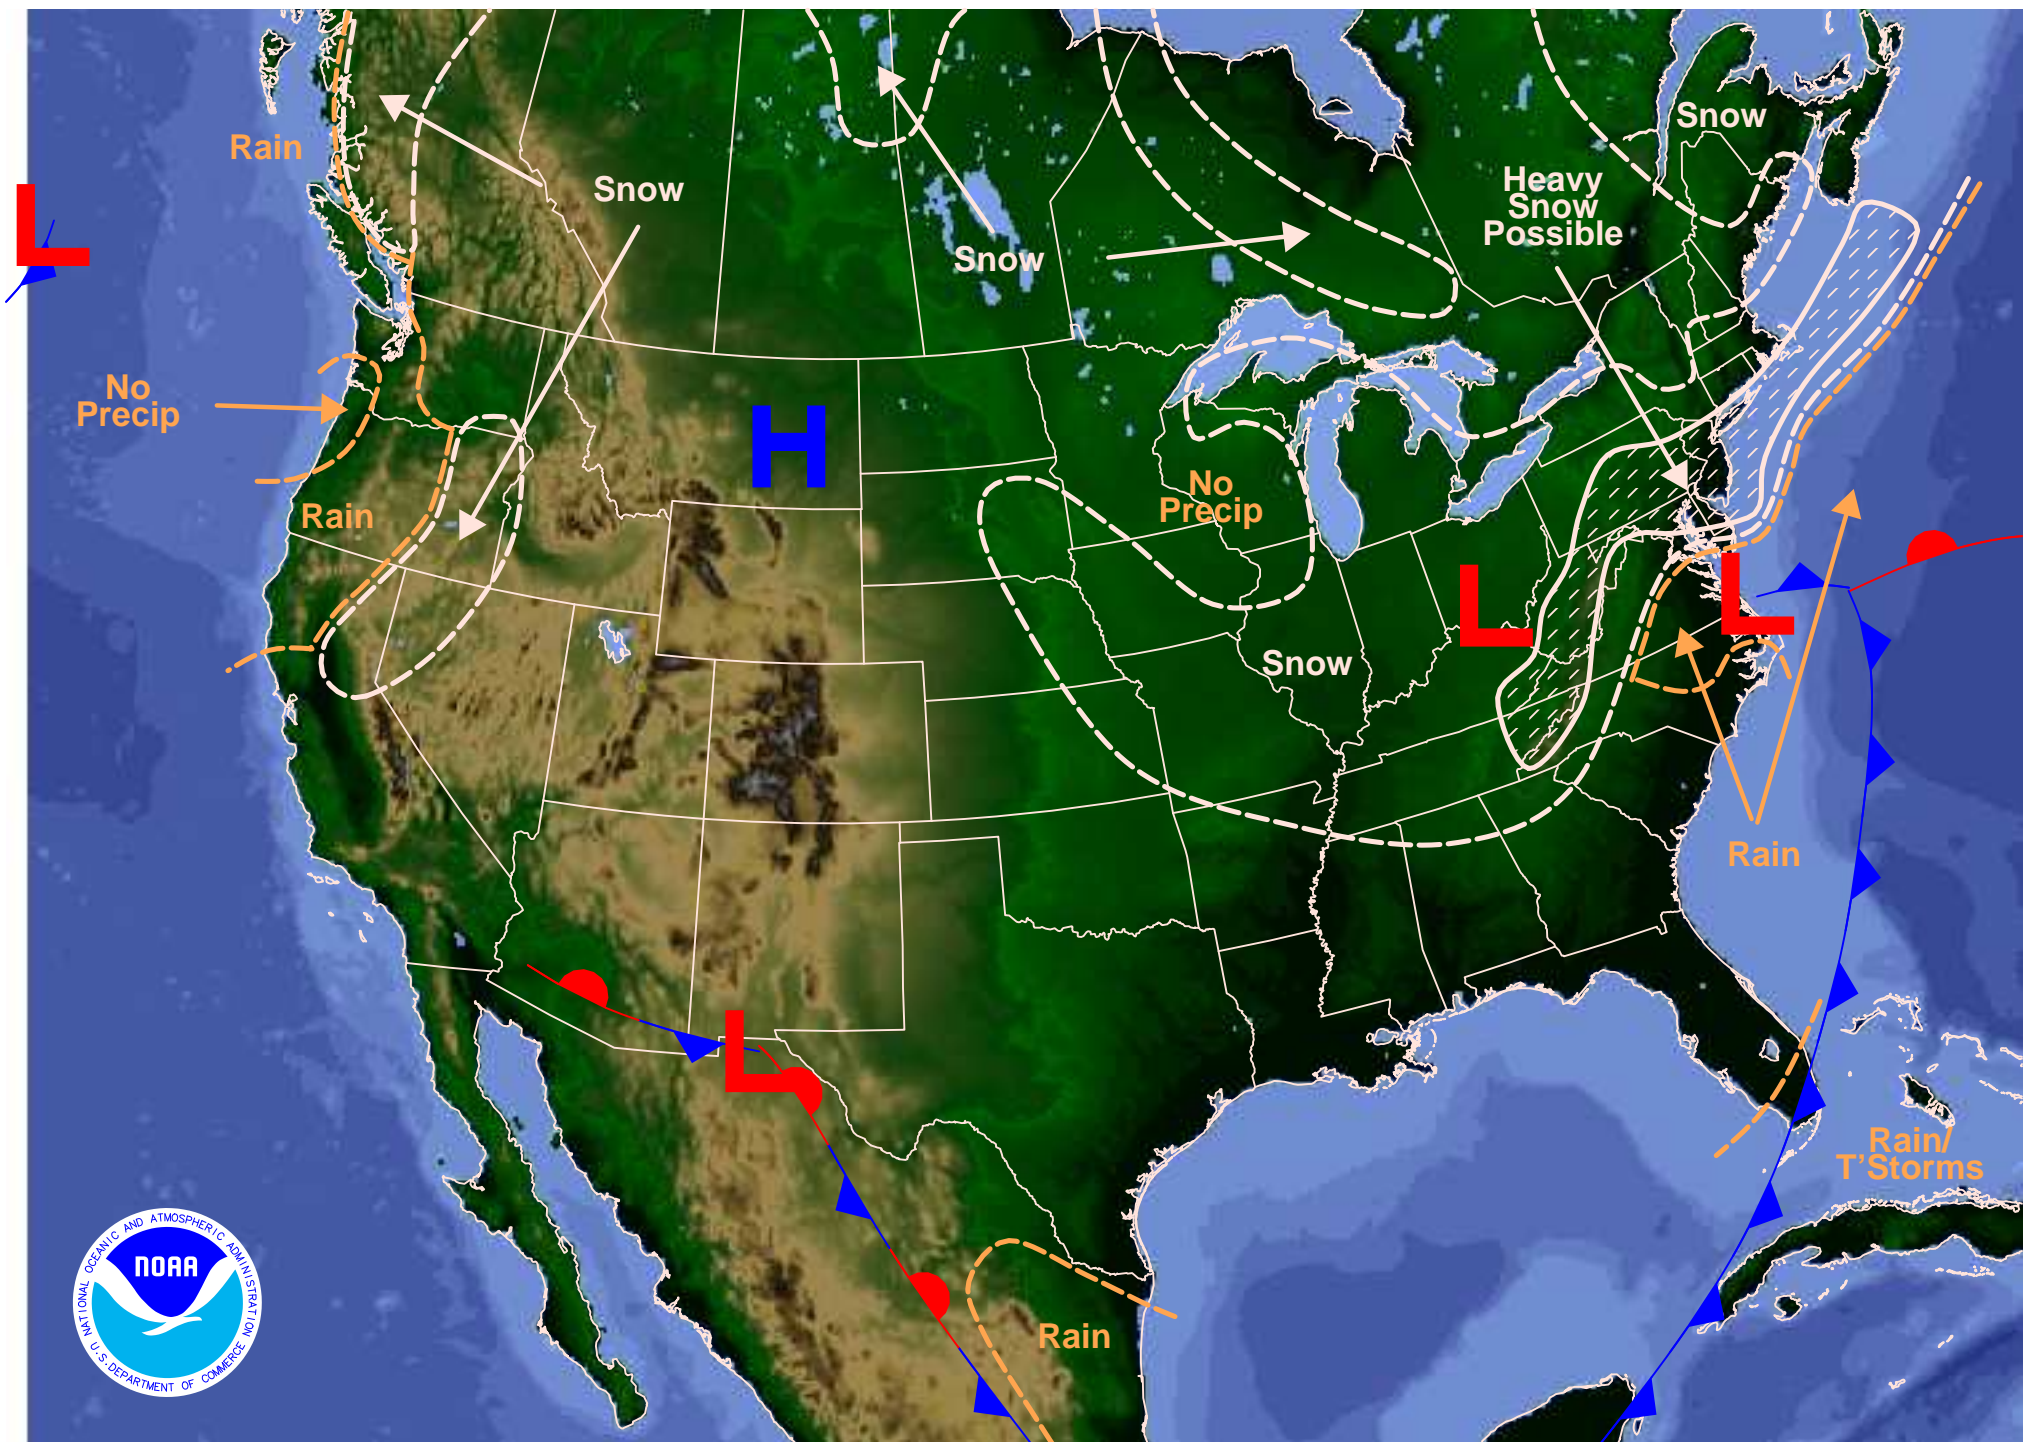 Snow
Rain
Heavy
Snow
Possible
Snow
L
Snow
No
Precip
H
No
Precip
Rain
L
L
Snow
Rain
L
Rain/
T'Storms
Rain
NATIONAL OCEANIC AND ATMOSPHERIC ADMINISTRATION
NOAA
U.S. DEPARTMENT OF COMMERCE